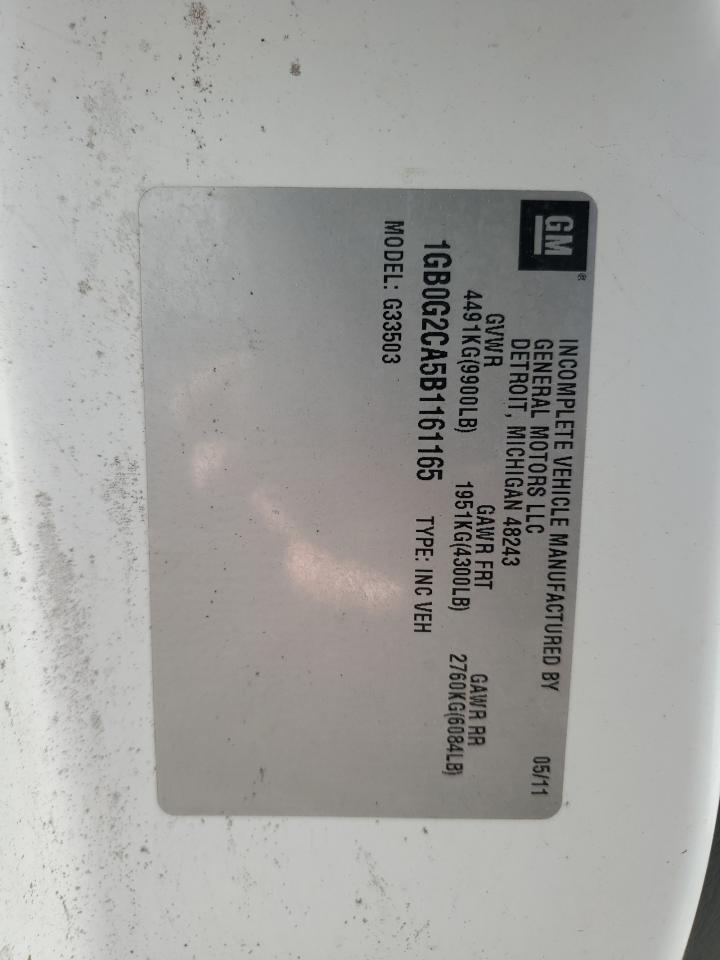 GM®
INCOMPLETE VEHICLE MANUFACTURED BY
GENERAL MOTORS LLC
DETROIT, MICHIGAN 48243 05/11
GVWR GAWR FRT GAWR RR
4491KG(9900LB) 1951KG(4300LB) 2760KG(6084LB)
1GB0G2CA5B1161165 TYPE: INC VEH
MODEL: G33503